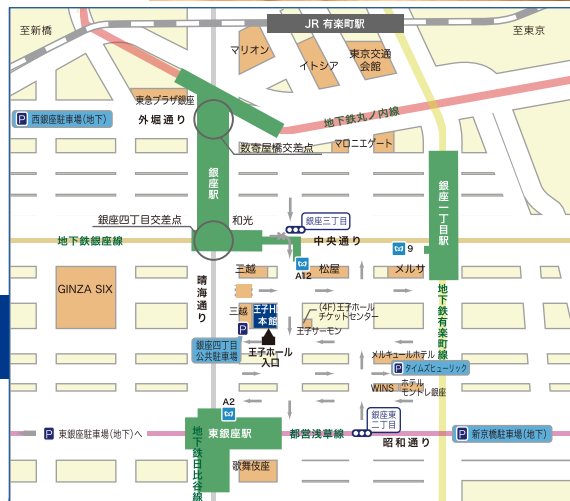 至新橋
JR 有楽町駅
至東京
マリオン
イトシア
東京交通
会館
東急プラザ銀座
P 西銀座駐車場(地下)
外堀通り
地下鉄丸ノ内線
数寄屋橋交差点
マロニエゲート
銀座駅
銀座一丁目駅
銀座四丁目交差点
和光
銀座三丁目
地下鉄銀座線
中央通り
9
A12
三越
松屋
メルサ
GINZA SIX
晴海通り
地下鉄有楽町線
三越
王子HD
本館
(4F)王子ホール
チケットセンター
王子サーモン
P
銀座四丁目
公共駐車場
王子ホール
入口
メルキュールホテル
P タイムズビューリック
WINS
ホテル
モントレ銀座
A2
銀座東
二丁目
P 東銀座駐車場(地下)へ
東銀座駅
都営浅草線
昭和通り
P 新京橋駐車場(地下)
地下鉄日比谷線
歌舞伎座